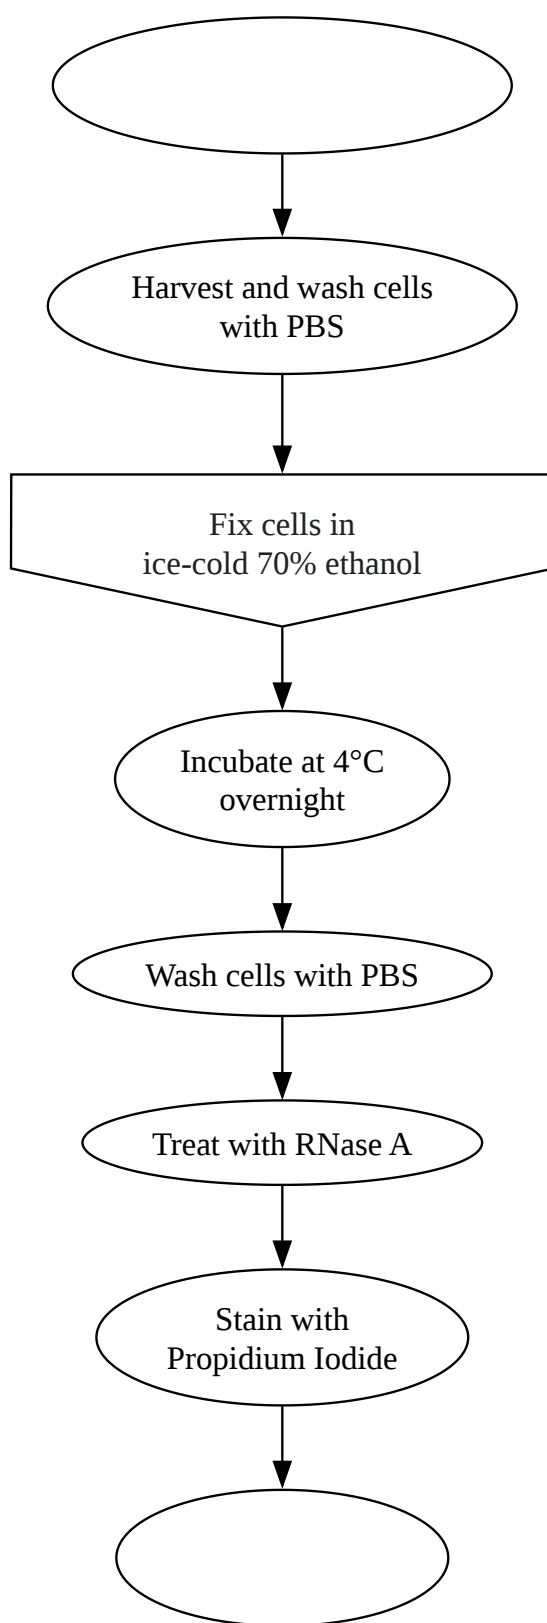 Harvest and wash cells
with PBS
Fix cells in
ice-cold 70% ethanol
Incubate at 4°C
overnight
Wash cells with PBS
Treat with RNase A
Stain with
Propidium Iodide